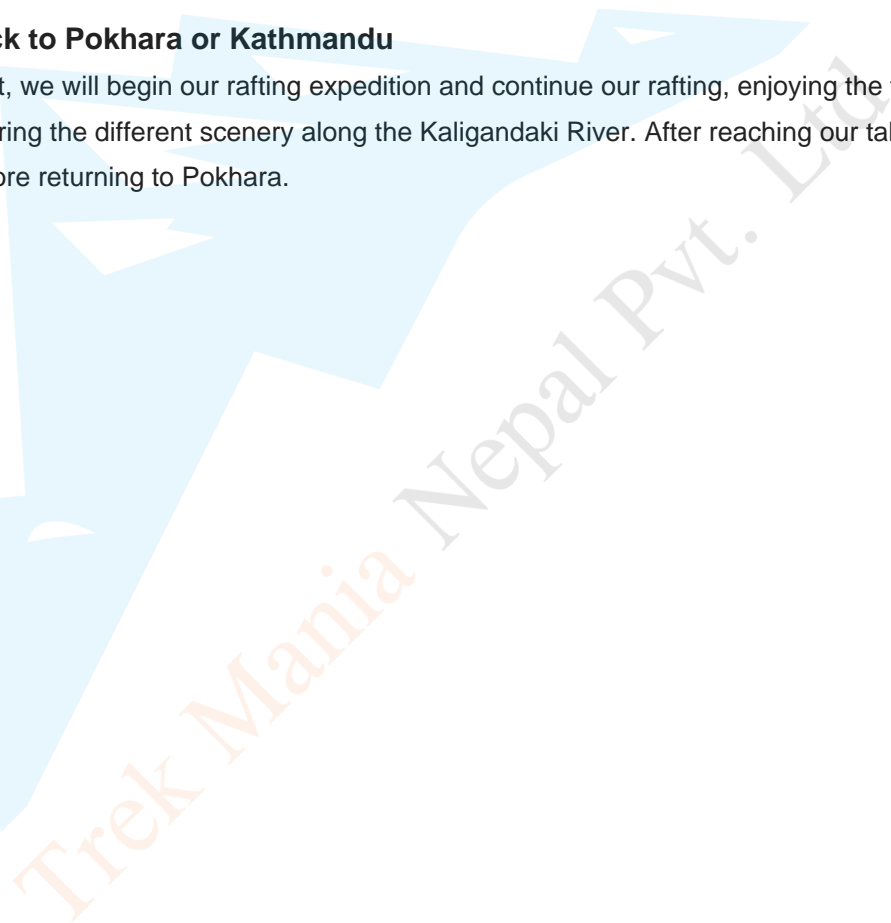 ck to Pokhara or Kathmandu
t, we will begin our rafting expedition and continue our rafting, enjoying the
ring the different scenery along the Kaligandaki River. After reaching our
ore returning to Pokhara.
Trek Mania Nepal Pvt. Ltd